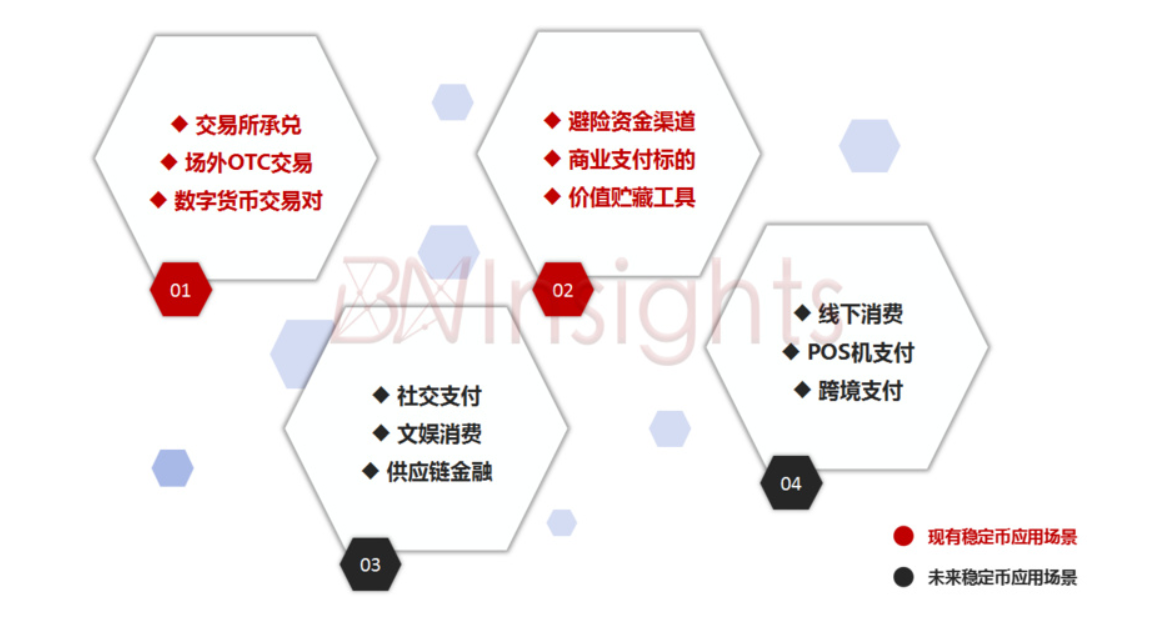 ◆ 交易所承兑
◆ 场外OTC交易
◆ 数字货币交易对
01
◆ 避险资金渠道
◆ 商业支付标的
◆ 价值贮藏工具
02
BNInsights
◆ 社交支付
◆ 文娱消费
◆ 供应链金融
03
◆ 线下消费
◆ POS机支付
◆ 跨境支付
04
现有稳定币应用场景
未来稳定币应用场景